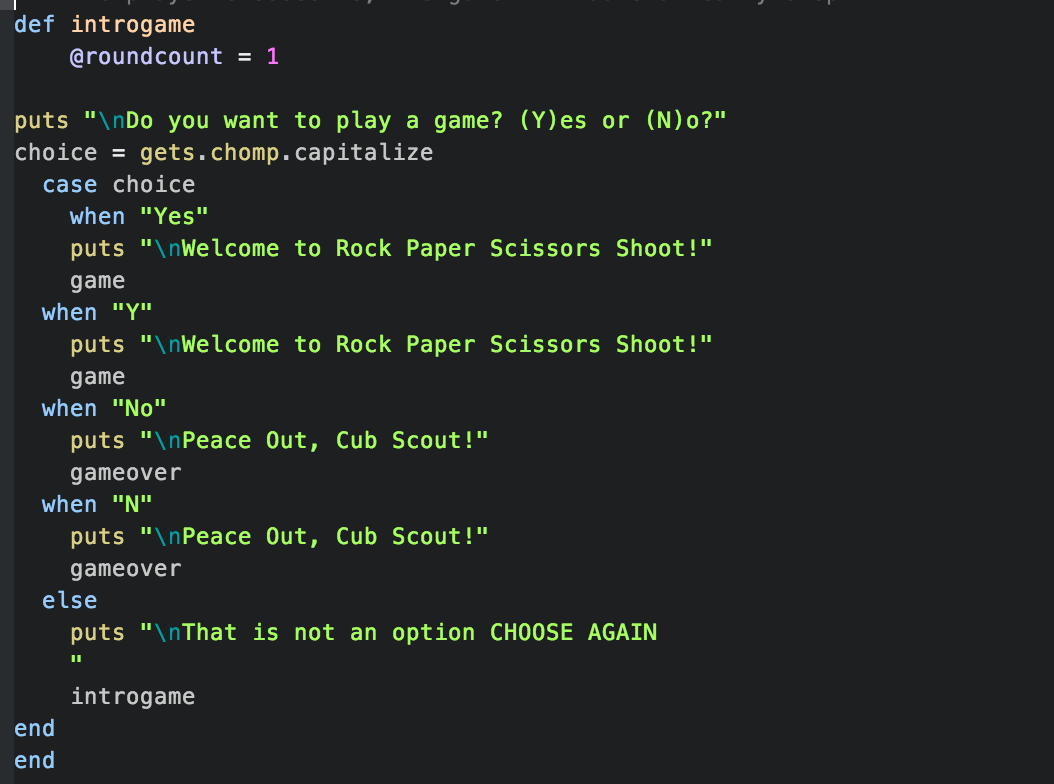 def introgame
    @roundcount = 1

puts "\nDo you want to play a game? (Y)es or (N)o?"
choice = gets.chomp.capitalize
  case choice
    when "Yes"
    puts "\nWelcome to Rock Paper Scissors Shoot!"
    game
  when "Y"
    puts "\nWelcome to Rock Paper Scissors Shoot!"
    game
  when "No"
    puts "\nPeace Out, Cub Scout!"
    gameover
  when "N"
    puts "\nPeace Out, Cub Scout!"
    gameover
  else
    puts "\nThat is not an option CHOOSE AGAIN
    "
    introgame
end
end